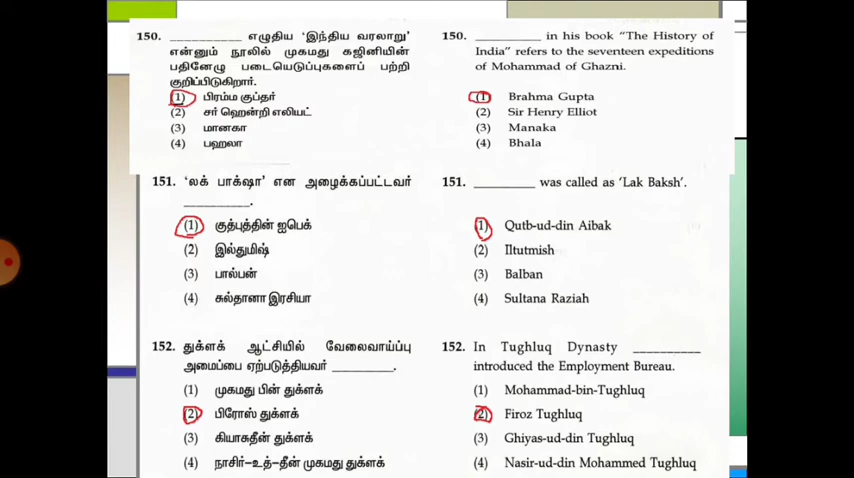 150. __________ எழுதிய 'இந்திய வரலாறு'
என்னும் நூலில் முகமது கஜினியின்
பதினேழு படையெடுப்புகளைப் பற்றி
குறிப்பிடுகிறார்.
(1) பிரம்ம குப்தர்
(2) சர் ஹென்றி எலியட்
(3) மானகா
(4) பஹலா
150. _________ in his book "The History of
India" refers to the seventeen expeditions
of Mohammad of Ghazni.
(1) Brahma Gupta
(2) Sir Henry Elliot
(3) Manaka
(4) Bhala
151. 'லக் பாக்ஷா' என அழைக்கப்பட்டவர்
__________.
(1) குத்புத்தின் ஐபெக்
(2) இல்துமிஷ்
(3) பால்பன்
(4) சுல்தானா இரசியா
151. _________ was called as 'Lak Baksh'.
(1) Qutb-ud-din Aibak
(2) Iltutmish
(3) Balban
(4) Sultana Raziah
152. துக்ளக் ஆட்சியில் வேலைவாய்ப்பு
அமைப்பை ஏற்படுத்தியவர் _________.
(1) முகமது பின் துக்ளக்
(2) பிரோஸ் துக்ளக்
(3) கியாசுதீன் துக்ளக்
(4) நாசிர்-உத்-தீன் முகமது துக்ளக்
152. In Tughluq Dynasty __________
introduced the Employment Bureau.
(1) Mohammad-bin-Tughluq
(2) Firoz Tughluq
(3) Ghiyas-ud-din Tughluq
(4) Nasir-ud-din Mohammed Tughluq